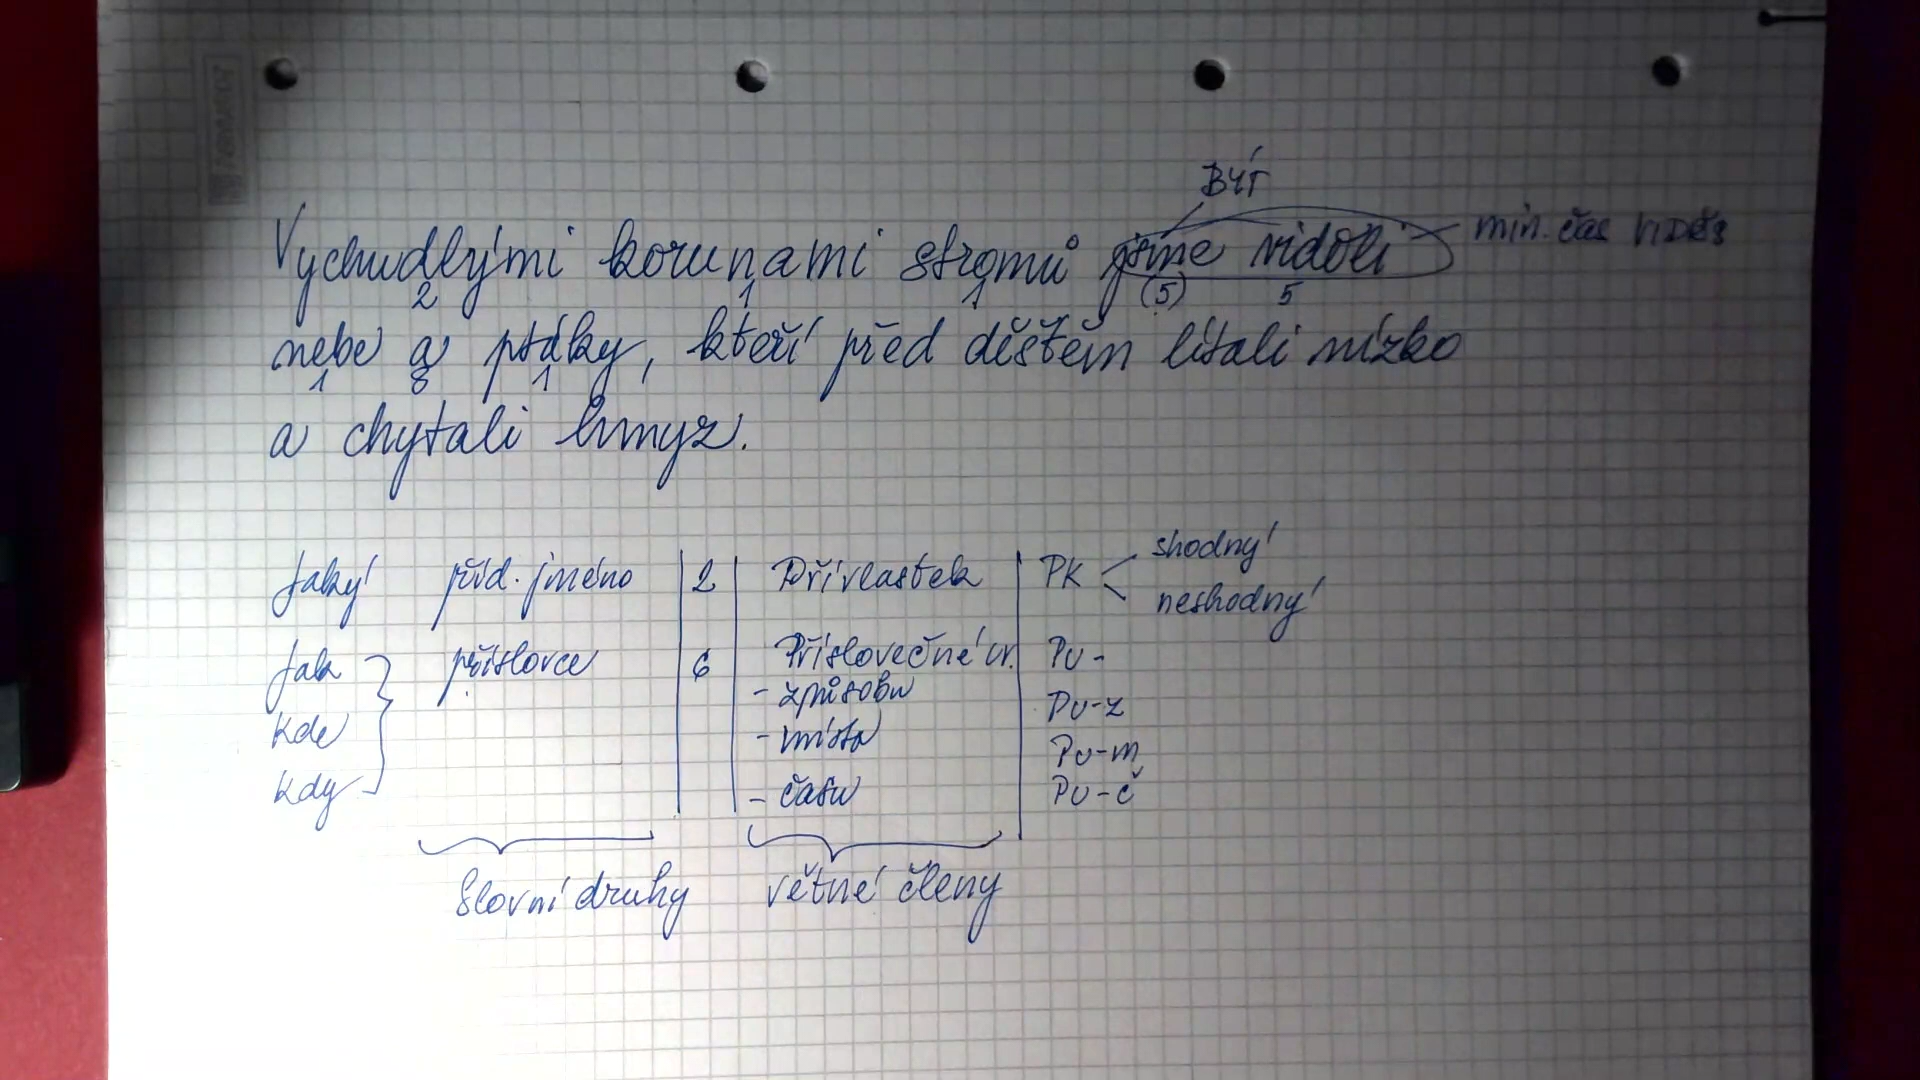 BÝT
Vychudlými korunami stromů jsme viděli min. čas VIDĚS
2 1 1 (5) 5
nebe a ptáky, kteří před deštěm lítali nízko
1 8 1
a chytali hmyz.
Jaký příd. jméno 2 Přívlastek PK shodný
neshodný
Jak příslovce 6 Příslovečné ur. PU -
- způsobu PU-z
Kde - místa PU-m
Kdy - času PU-č
Slovní druhy větné členy